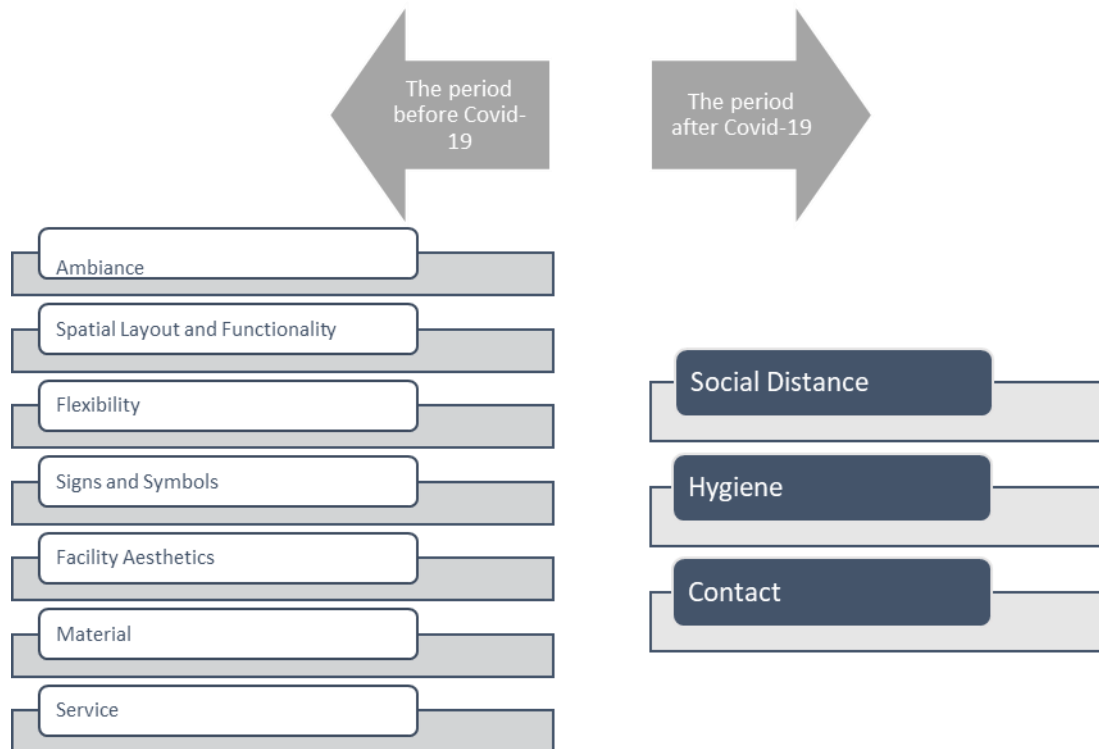 The period
before Covid-
19
The period
after Covid-19
Ambiance
Spatial Layout and Functionality
Flexibility
Signs and Symbols
Facility Aesthetics
Material
Service
Social Distance
Hygiene
Contact